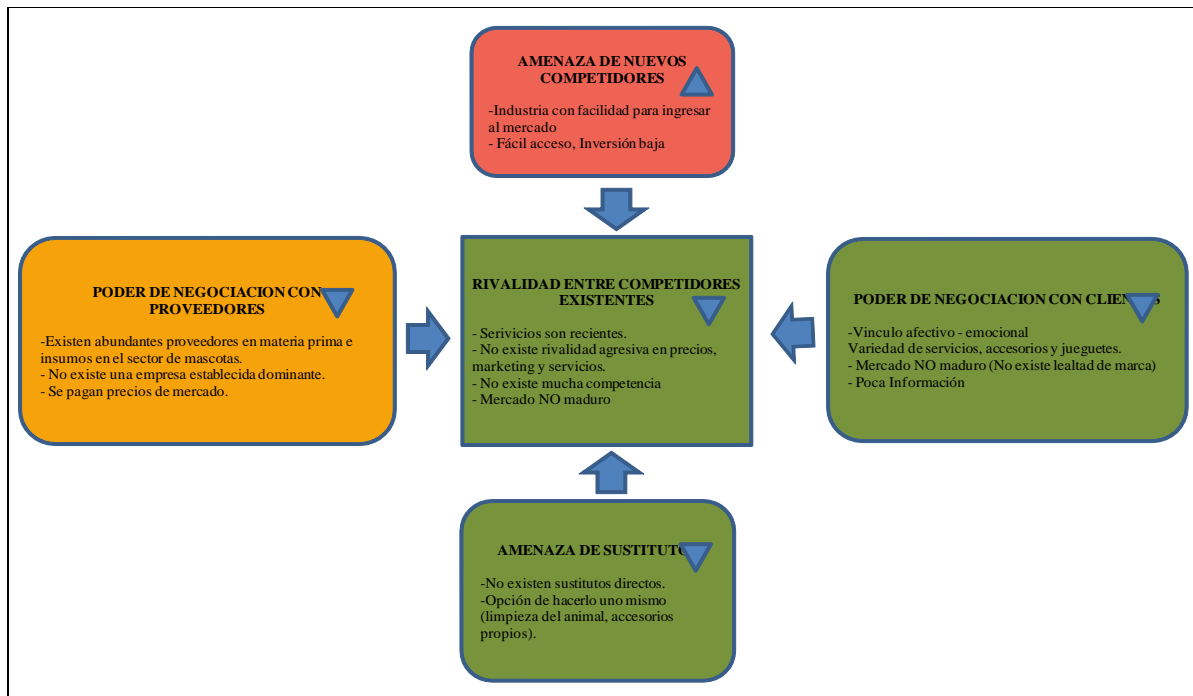 AMENAZA DE NUEVOS
COMPETIDORES
-Industria con facilidad para ingresar
al mercado
- Fácil acceso, Inversión baja
PODER DE NEGOCIACION CON
PROVEEDORES
-Existen abundantes proveedores en materia prima e
insumos en el sector de mascotas.
- No existe una empresa establecida dominante.
- Se pagan precios de mercado.
RIVALIDAD ENTRE COMPETIDORES
EXISTENTES
- Serivicios son recientes.
- No existe rivalidad agresiva en precios,
marketing y servicios.
- No existe mucha competencia
- Mercado NO maduro
PODER DE NEGOCIACION CON CLIENTES
-Vinculo afectivo - emocional
Variedad de servicios, accesorios y jueguetes.
- Mercado NO maduro (No existe lealtad de marca)
- Poca Información
AMENAZA DE SUSTITUTO
-No existen sustitutos directos.
-Opción de hacerlo uno mismo
(limpieza del animal, accesorios
propios).